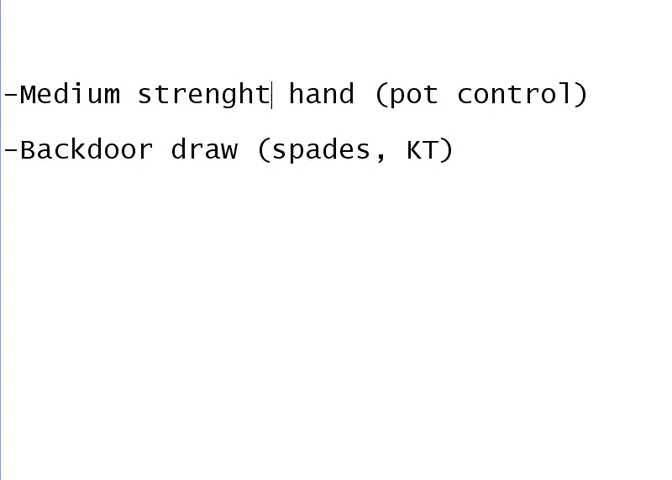 -Medium strenght hand (pot control)
-Backdoor draw (spades, KT)